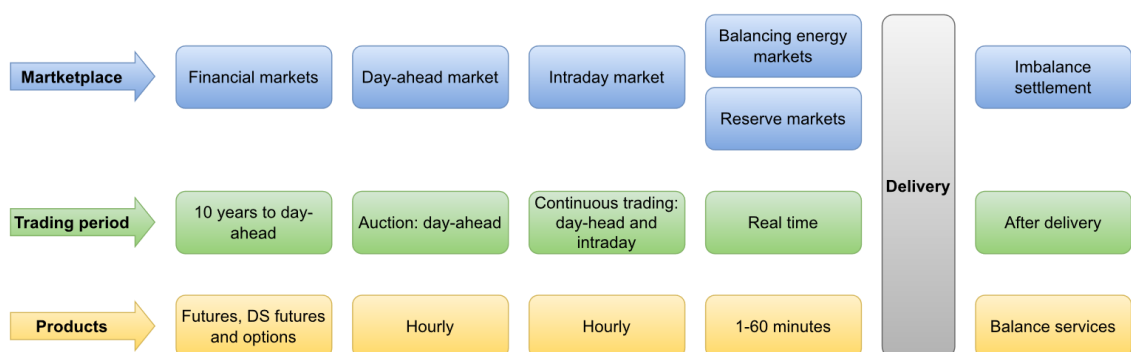 Martketplace
Financial markets
Day-ahead market
Intraday market
Balancing energy
markets
Reserve markets
Imbalance
settlement
Delivery
Trading period
10 years to day-
ahead
Auction: day-ahead
Continuous trading:
day-head and
intraday
Real time
After delivery
Products
Futures, DS futures
and options
Hourly
Hourly
1-60 minutes
Balance services